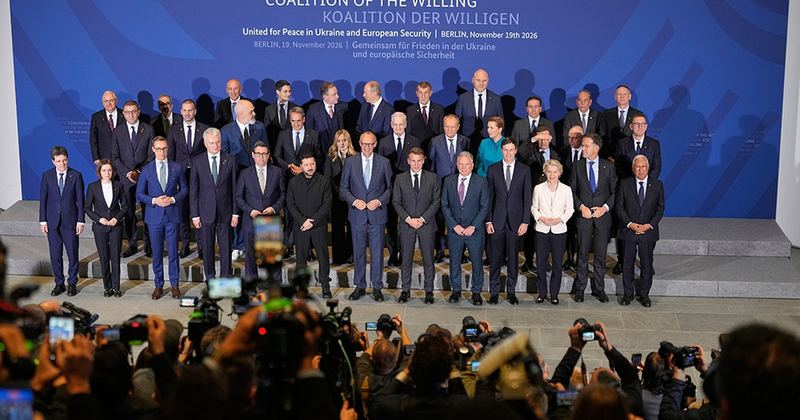 COALITION OF THE WILLING
KOALITION DER WILLIGEN
United for Peace in Ukraine and European Security | BERLIN, November 19th 2026
BERLIN, 19. November 2026 | Gemeinsam für Frieden in der Ukraine
und europäische Sicherheit